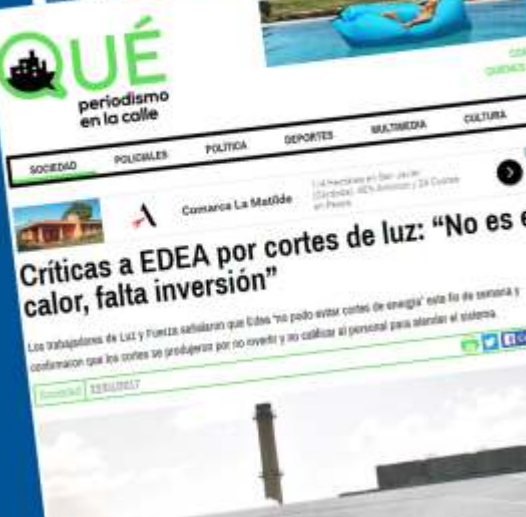 QUÉ
periodismo
en la calle
SOCIEDAD POLICIALES POLÍTICA DEPORTES MULTIMEDIA CULTURA
Comarca La Matilde
Críticas a EDEA por cortes de luz: “No es e
calor, falta inversión”
Los trabajadores de Luz y Fuerza señalaron que Edea “no pudo evitar cortes de energía” este fin de semana y
confirmaron que los cortes se produjeron por no invertir y no calificar al personal para atender el sistema.
Sociedad